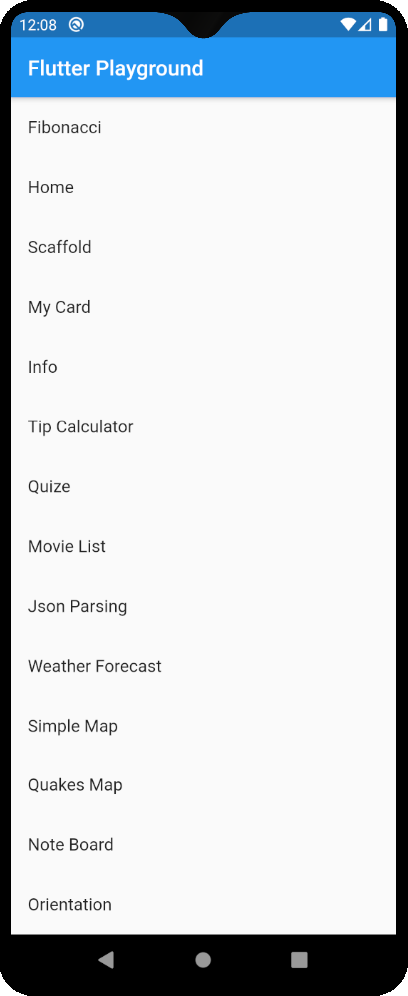 12:08
Flutter Playground
Fibonacci
Home
Scaffold
My Card
Info
Tip Calculator
Quize
Movie List
Json Parsing
Weather Forecast
Simple Map
Quakes Map
Note Board
Orientation